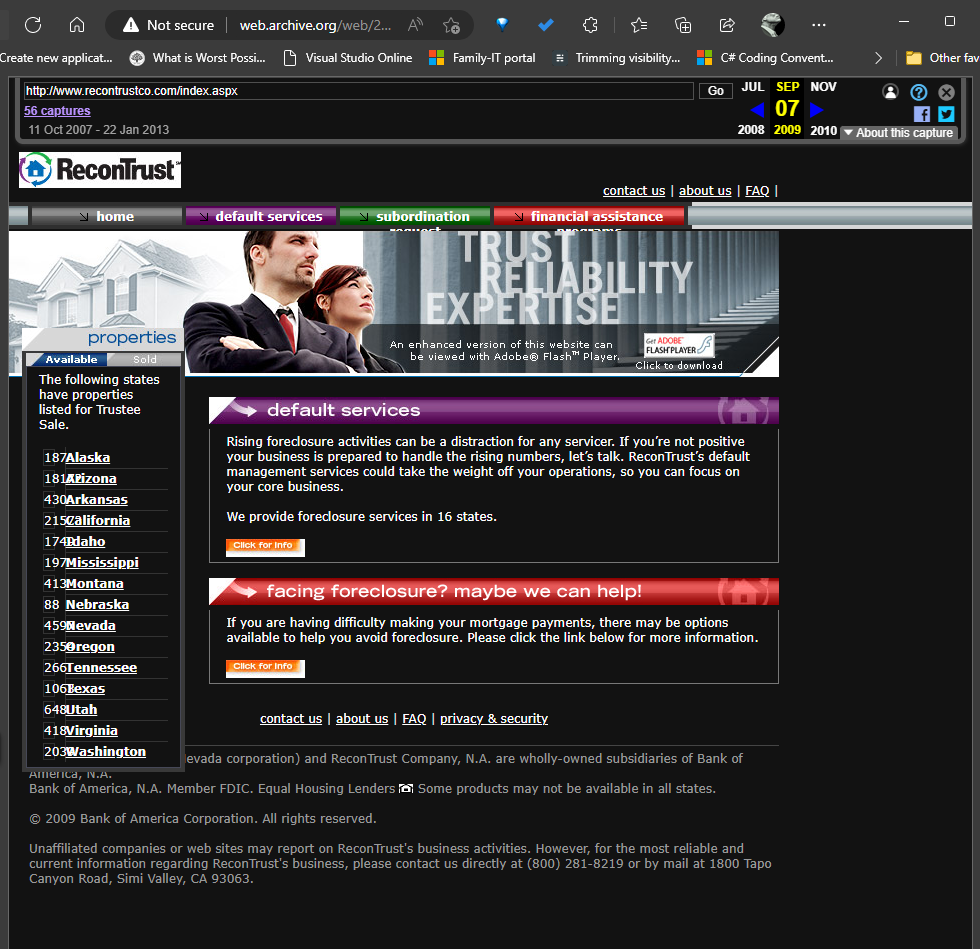 Not secure
web.archive.org/web/2...
Create new applicat...
What is Worst Possi...
Visual Studio Online
Family-IT portal
Trimming visibility...
C# Coding Convent...
Other fav
http://www.recontrustco.com/index.aspx
Go
JUL
SEP
NOV
56 captures
07
11 Oct 2007 - 22 Jan 2013
2008
2009
2010
About this capture
ReconTrust
contact us | about us | FAQ |
home
default services
subordination
request
financial assistance
programs
TRUST
RELIABILITY
EXPERTISE
An enhanced version of this website can
be viewed with Adobe® Flash™ Player.
Get ADOBE®
FLASH® PLAYER
Click to download
properties
Available
Sold
The following states
have properties
listed for Trustee
Sale.
187 Alaska
Arizona
430 Arkansas
California
Idaho
197 Mississippi
413 Montana
88 Nebraska
Nevada
Oregon
266 Tennessee
Texas
648 Utah
418 Virginia
Washington
default services
Rising foreclosure activities can be a distraction for any servicer. If you're not positive
your business is prepared to handle the rising numbers, let's talk. ReconTrust's default
management services could take the weight off your operations, so you can focus on
your core business.
We provide foreclosure services in 16 states.
Click for Info
facing foreclosure? maybe we can help!
If you are having difficulty making your mortgage payments, there may be options
available to help you avoid foreclosure. Please click the link below for more information.
Click for Info
contact us | about us | FAQ | privacy & security
corporation) and ReconTrust Company, N.A. are wholly-owned subsidiaries of Bank of
America, N.A.
Bank of America, N.A. Member FDIC. Equal Housing Lenders Some products may not be available in all states.
© 2009 Bank of America Corporation. All rights reserved.
Unaffiliated companies or web sites may report on ReconTrust's business activities. However, for the most reliable and
current information regarding ReconTrust's business, please contact us directly at (800) 281-8219 or by mail at 1800 Tapo
Canyon Road, Simi Valley, CA 93063.